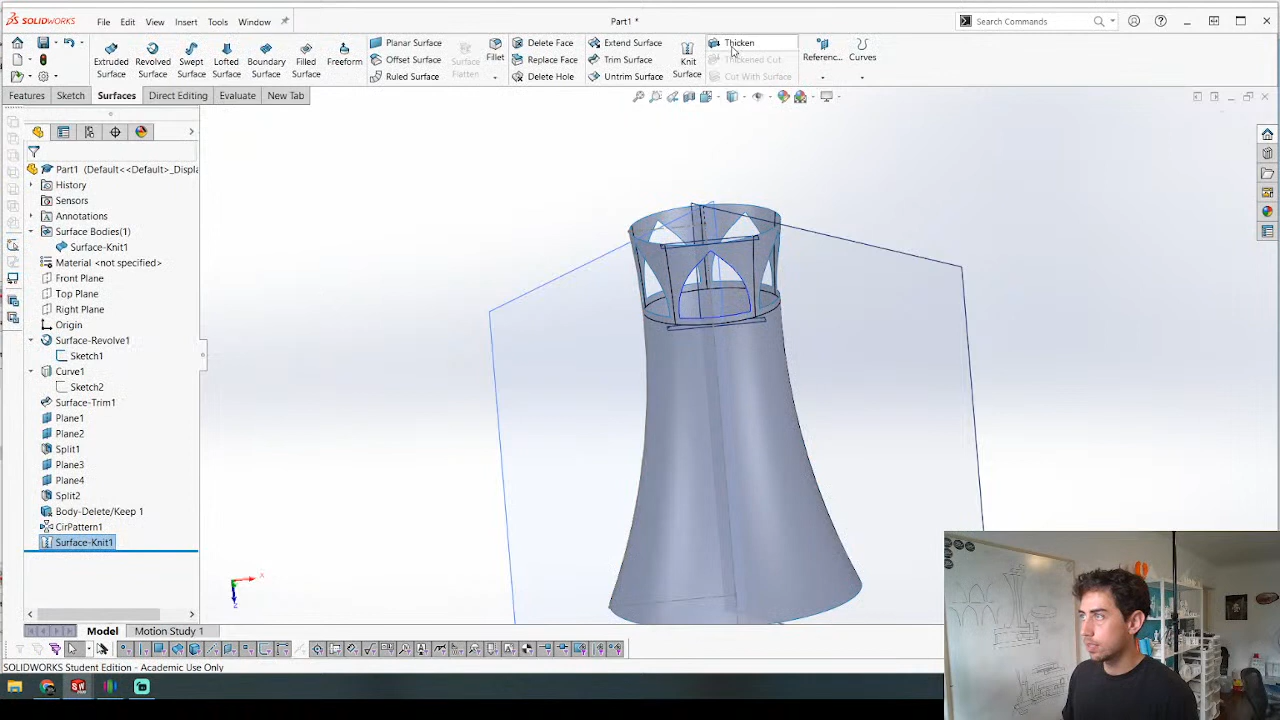 SOLIDWORKS
File Edit View Insert Tools Window
Part1 *
Search Commands
Extruded Surface
Revolved Surface
Swept Surface
Lofted Surface
Boundary Surface
Filled Surface
Freeform
Planar Surface
Offset Surface
Ruled Surface
Surface Flatten
Fillet
Delete Face
Replace Face
Delete Hole
Extend Surface
Trim Surface
Untrim Surface
Knit Surface
Thicken
Thickened Cut
Cut With Surface
Referenc...
Curves
Features Sketch Surfaces Direct Editing Evaluate New Tab
Part1 (Default<<Default>_Displa
History
Sensors
Annotations
Surface Bodies(1)
Surface-Knit1
Material <not specified>
Front Plane
Top Plane
Right Plane
Origin
Surface-Revolve1
Sketch1
Curve1
Sketch2
Surface-Trim1
Plane1
Plane2
Split1
Plane3
Plane4
Split2
Body-Delete/Keep 1
CirPattern1
Surface-Knit1
X
Z
Model Motion Study 1
SOLIDWORKS Student Edition - Academic Use Only